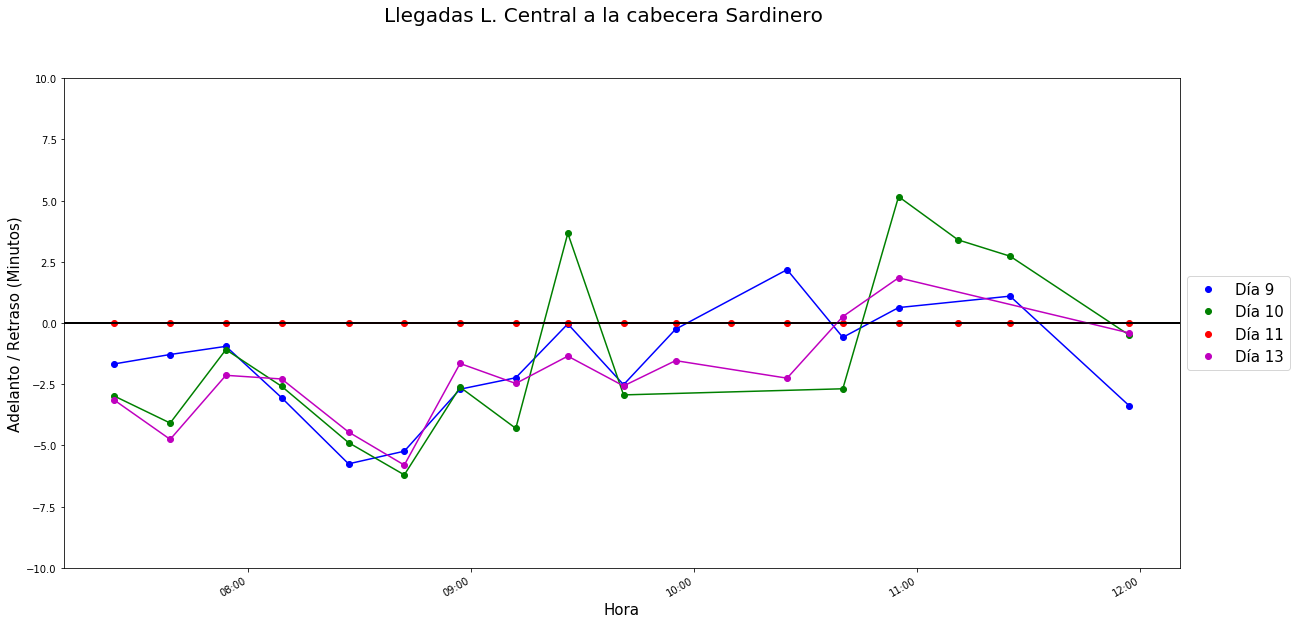 Llegadas L. Central a la cabecera Sardinero
Adelanto / Retraso (Minutos)
10.0
7.5
5.0
2.5
0.0
−2.5
−5.0
−7.5
−10.0
08:00
09:00
10:00
11:00
12:00
Hora
Día 9
Día 10
Día 11
Día 13